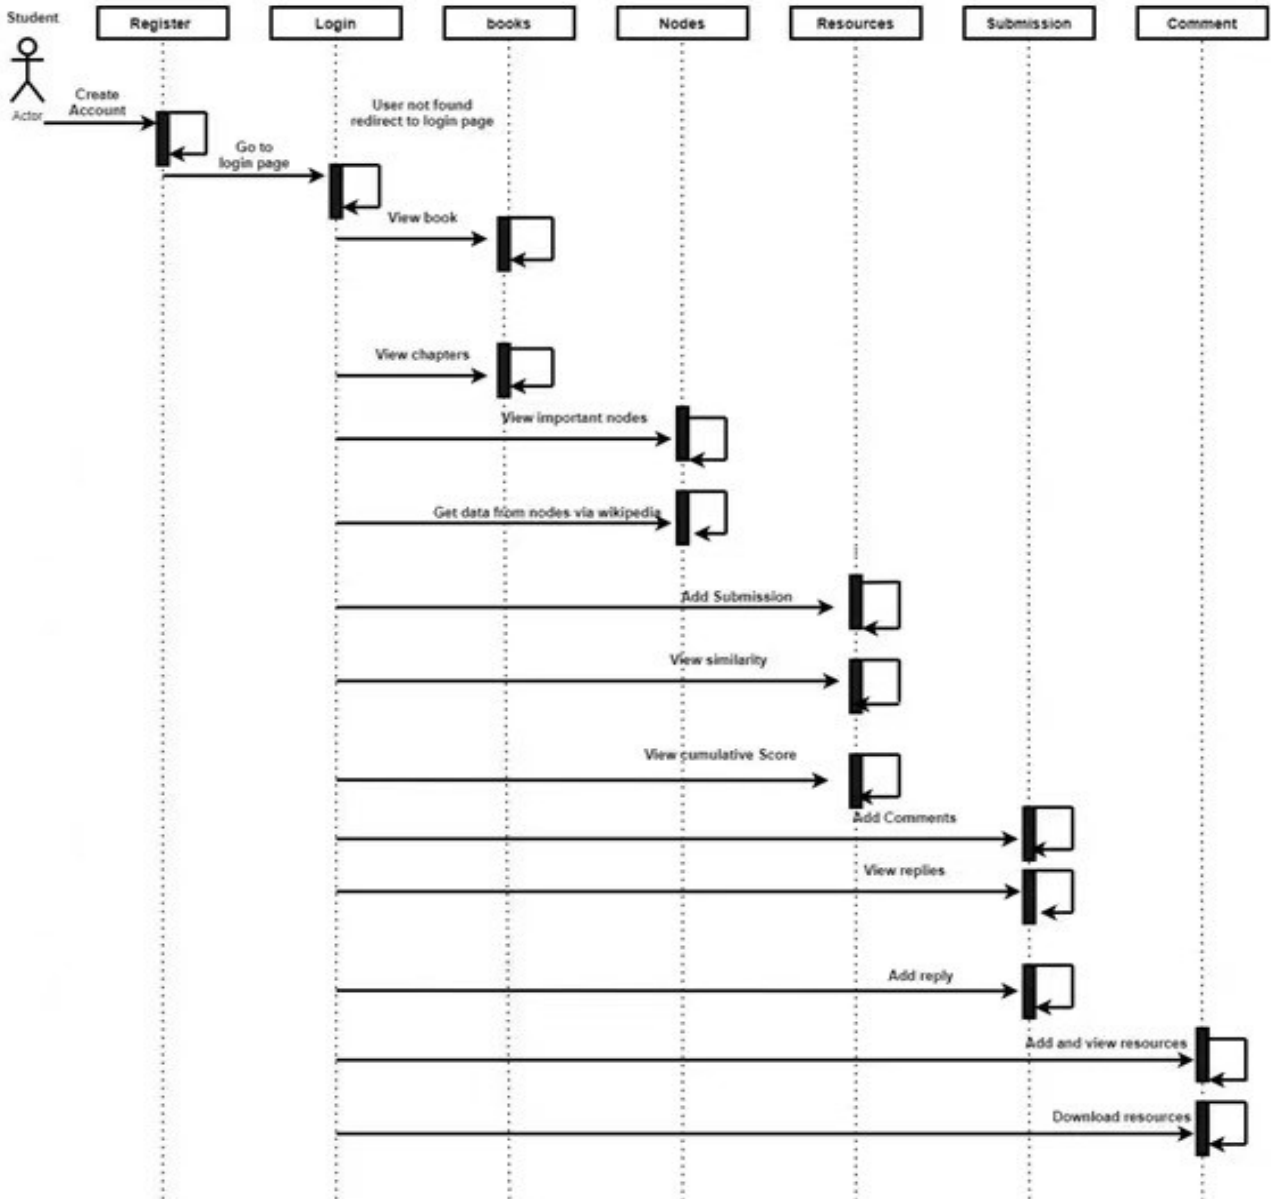 Student
Register
Login
books
Nodes
Resources
Submission
Comment
Actor
Create
Account
User not found
redirect to login page
Go to
login page
View book
View chapters
View important nodes
Get data from nodes via wikipedia
Add Submission
View similarity
View cumulative Score
Add Comments
View replies
Add reply
Add and view resources
Download resources